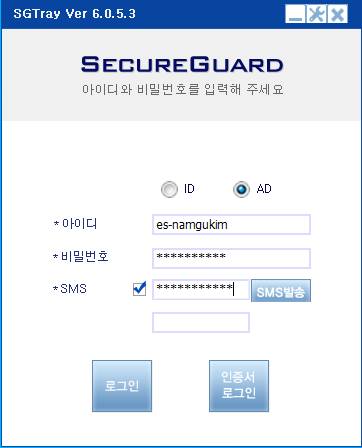 SGTray Ver 6.0.5.3
SECUREGUARD
아이디와 비밀번호를 입력해 주세요
ID AD
*아이디 es-namgukim
*비밀번호 **********
*SMS *********** SMS발송
로그인 인증서 로그인